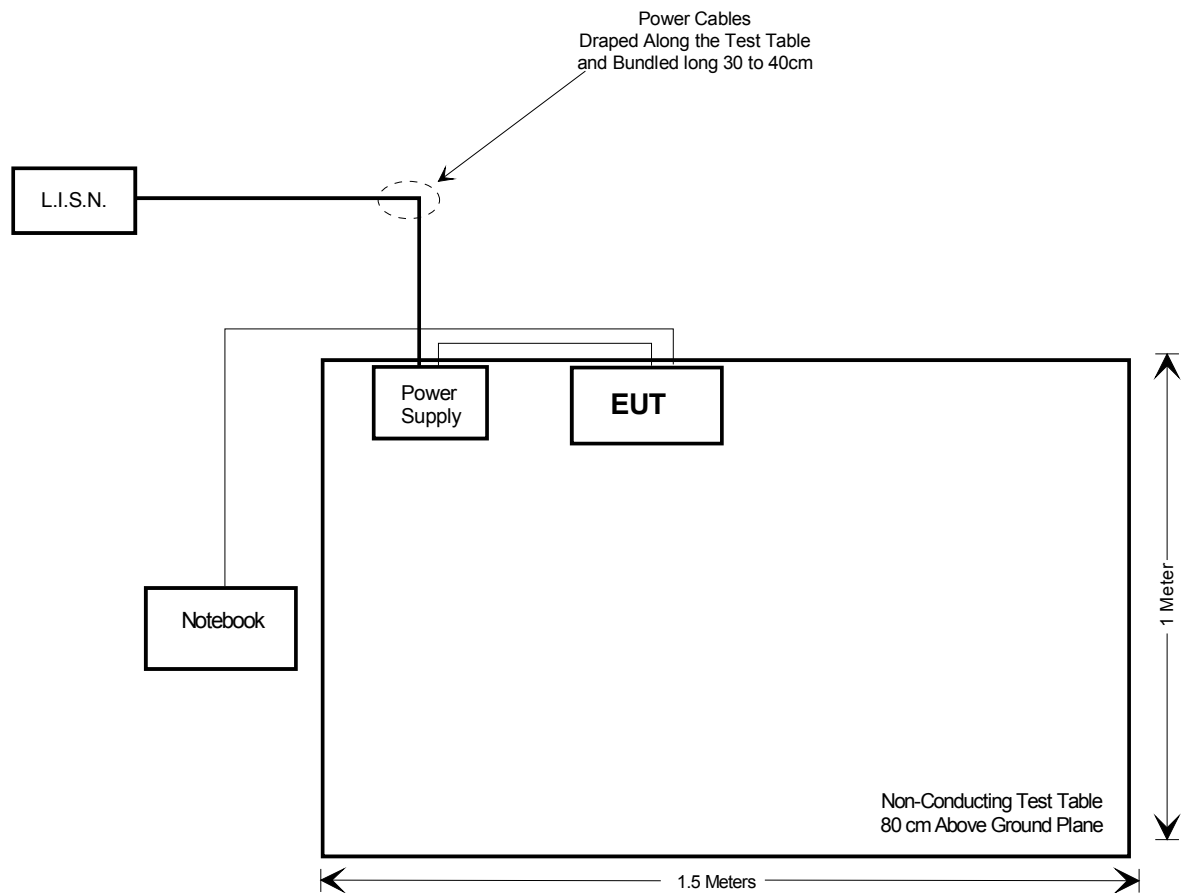 Power Cables
Draped Along the Test Table
and Bundled long 30 to 40cm
L.I.S.N.
Power
Supply
EUT
Notebook
1 Meter
Non-Conducting Test Table
80 cm Above Ground Plane
1.5 Meters